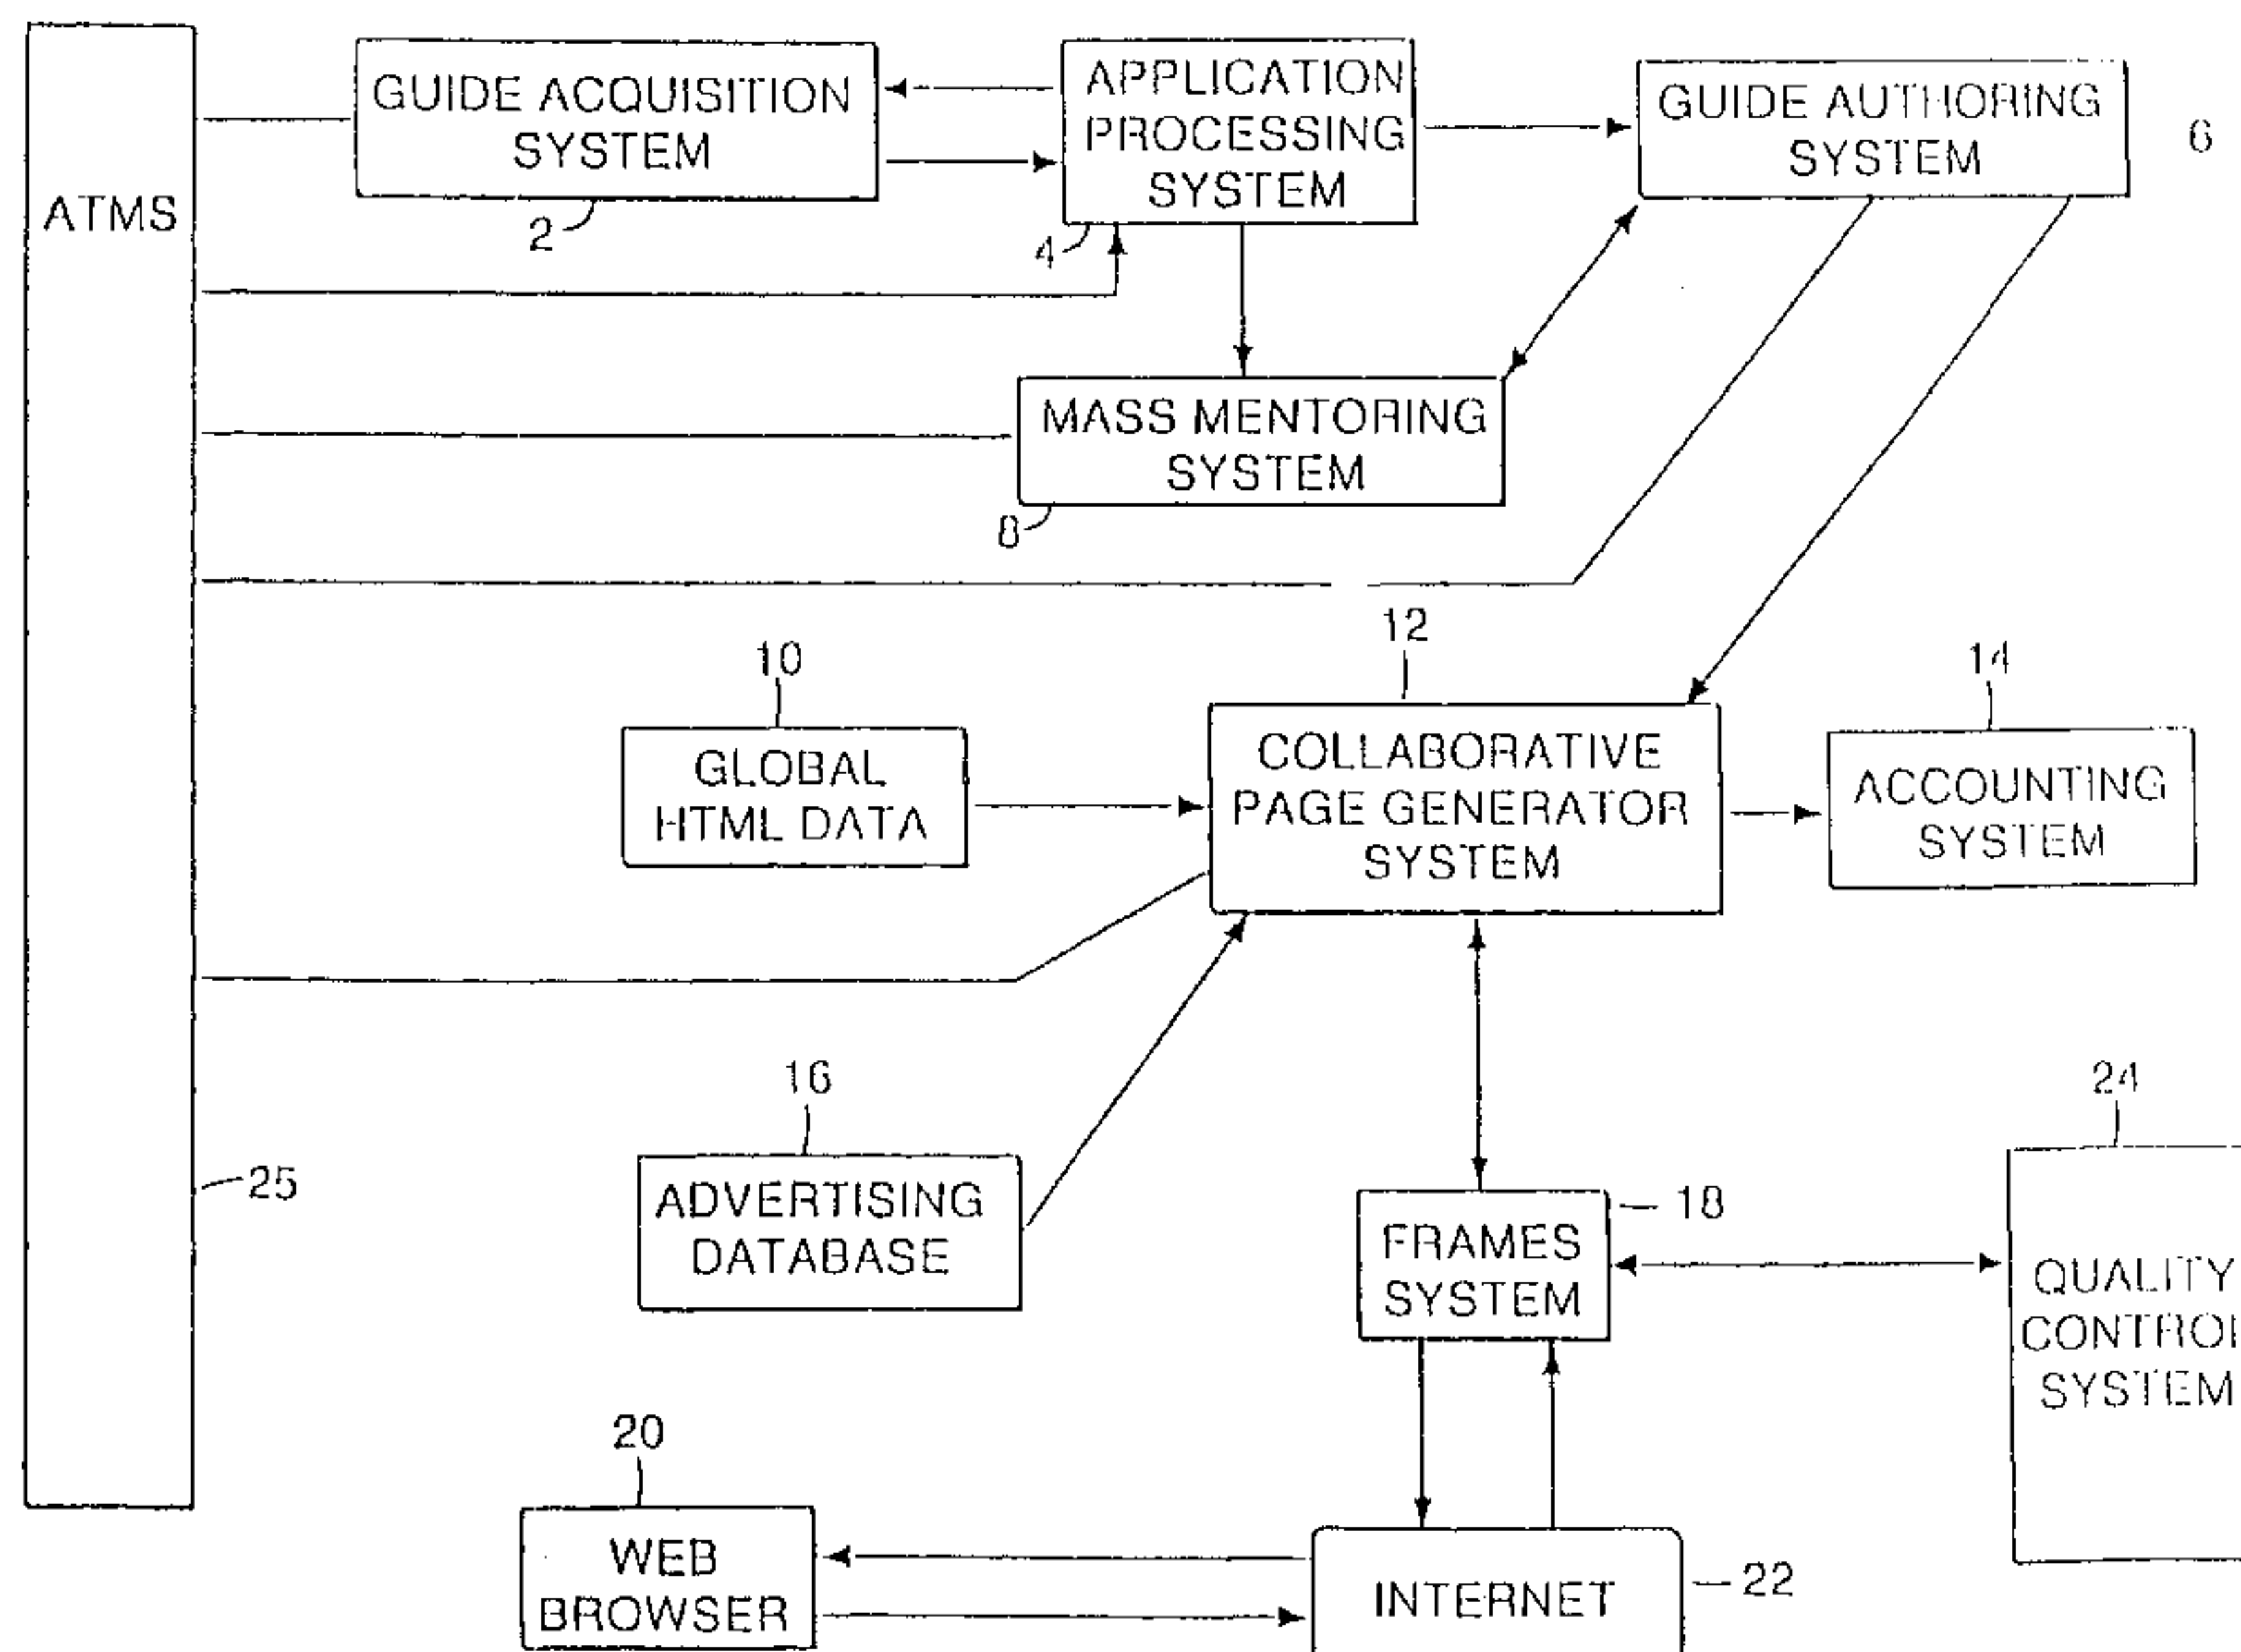 ATMS
GUIDE ACQUISITION
SYSTEM
2
APPLICATION
PROCESSING
SYSTEM
4
GUIDE AUTHORING
SYSTEM
6
MASS MENTORING
SYSTEM
8
10
GLOBAL
HTML DATA
12
COLLABORATIVE
PAGE GENERATOR
SYSTEM
14
ACCOUNTING
SYSTEM
16
ADVERTISING
DATABASE
25
18
FRAMES
SYSTEM
24
QUALITY
CONTROL
SYSTEM
20
WEB
BROWSER
INTERNET
22